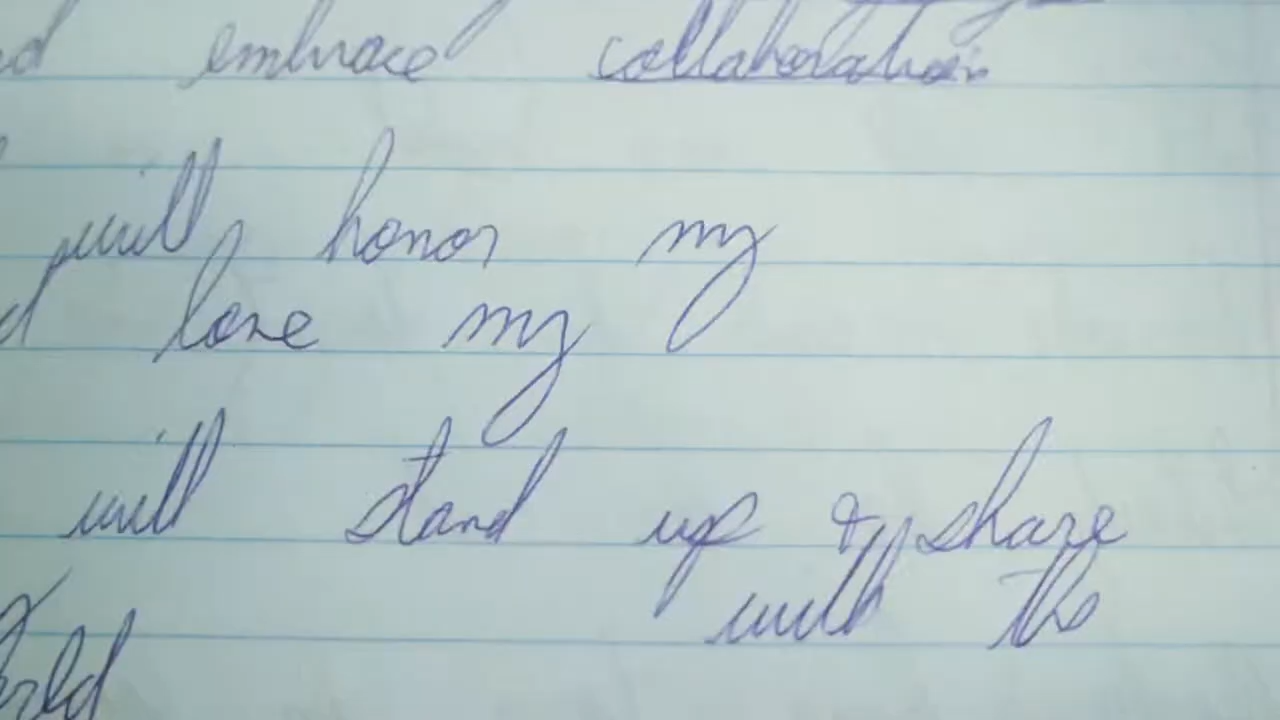 embrace collaboration
will honor my
love my
will stand up & share
with the